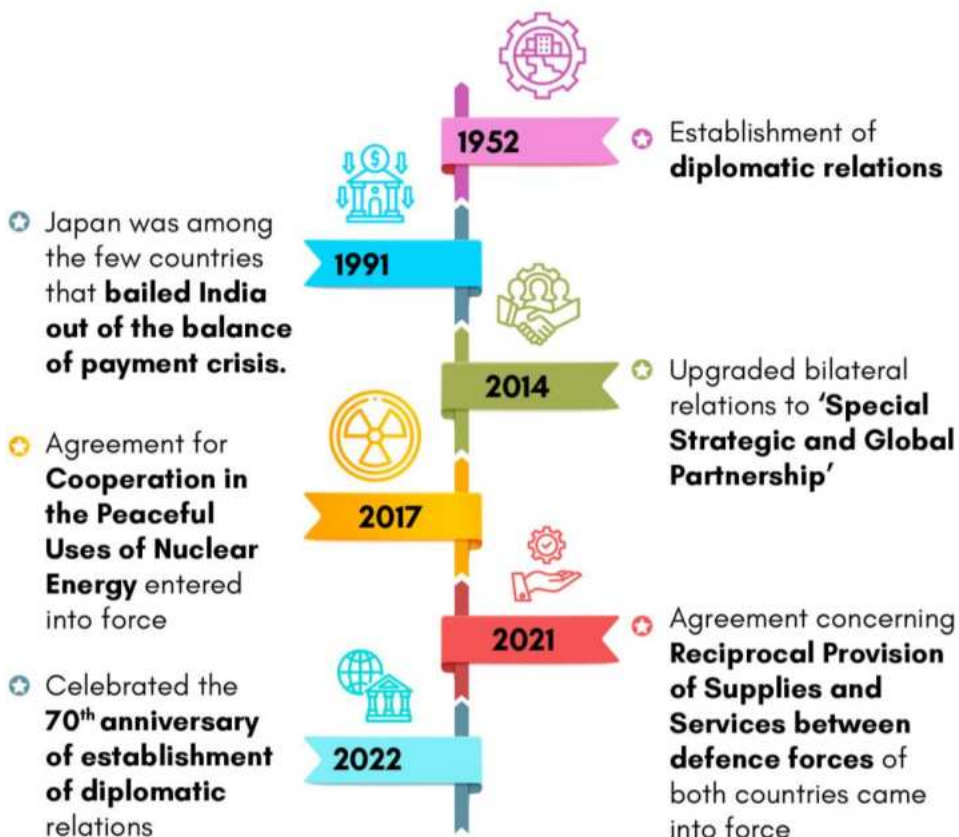 1952
Establishment of
diplomatic relations
1991
Japan was among
the few countries
that bailed India
out of the balance
of payment crisis.
2014
Upgraded bilateral
relations to ‘Special
Strategic and Global
Partnership’
2017
Agreement for
Cooperation in
the Peaceful
Uses of Nuclear
Energy entered
into force
2021
Agreement concerning
Reciprocal Provision
of Supplies and
Services between
defence forces of
both countries came
into force
2022
Celebrated the
70th anniversary
of establishment
of diplomatic
relations